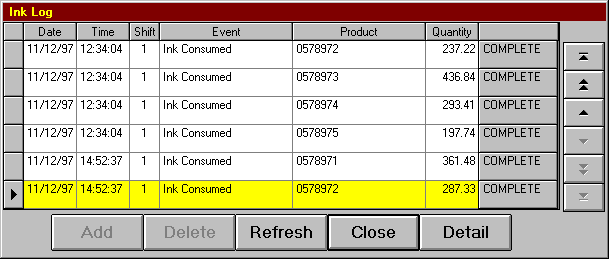 Ink Log
Date Time Shift Event Product Quantity
11/12/97 12:34:04 1 Ink Consumed 0578972 237.22 COMPLETE
11/12/97 12:34:04 1 Ink Consumed 0578973 436.84 COMPLETE
11/12/97 12:34:04 1 Ink Consumed 0578974 293.41 COMPLETE
11/12/97 12:34:04 1 Ink Consumed 0578975 197.74 COMPLETE
11/12/97 14:52:37 1 Ink Consumed 0578971 361.48 COMPLETE
11/12/97 14:52:37 1 Ink Consumed 0578972 287.33 COMPLETE
Add Delete Refresh Close Detail